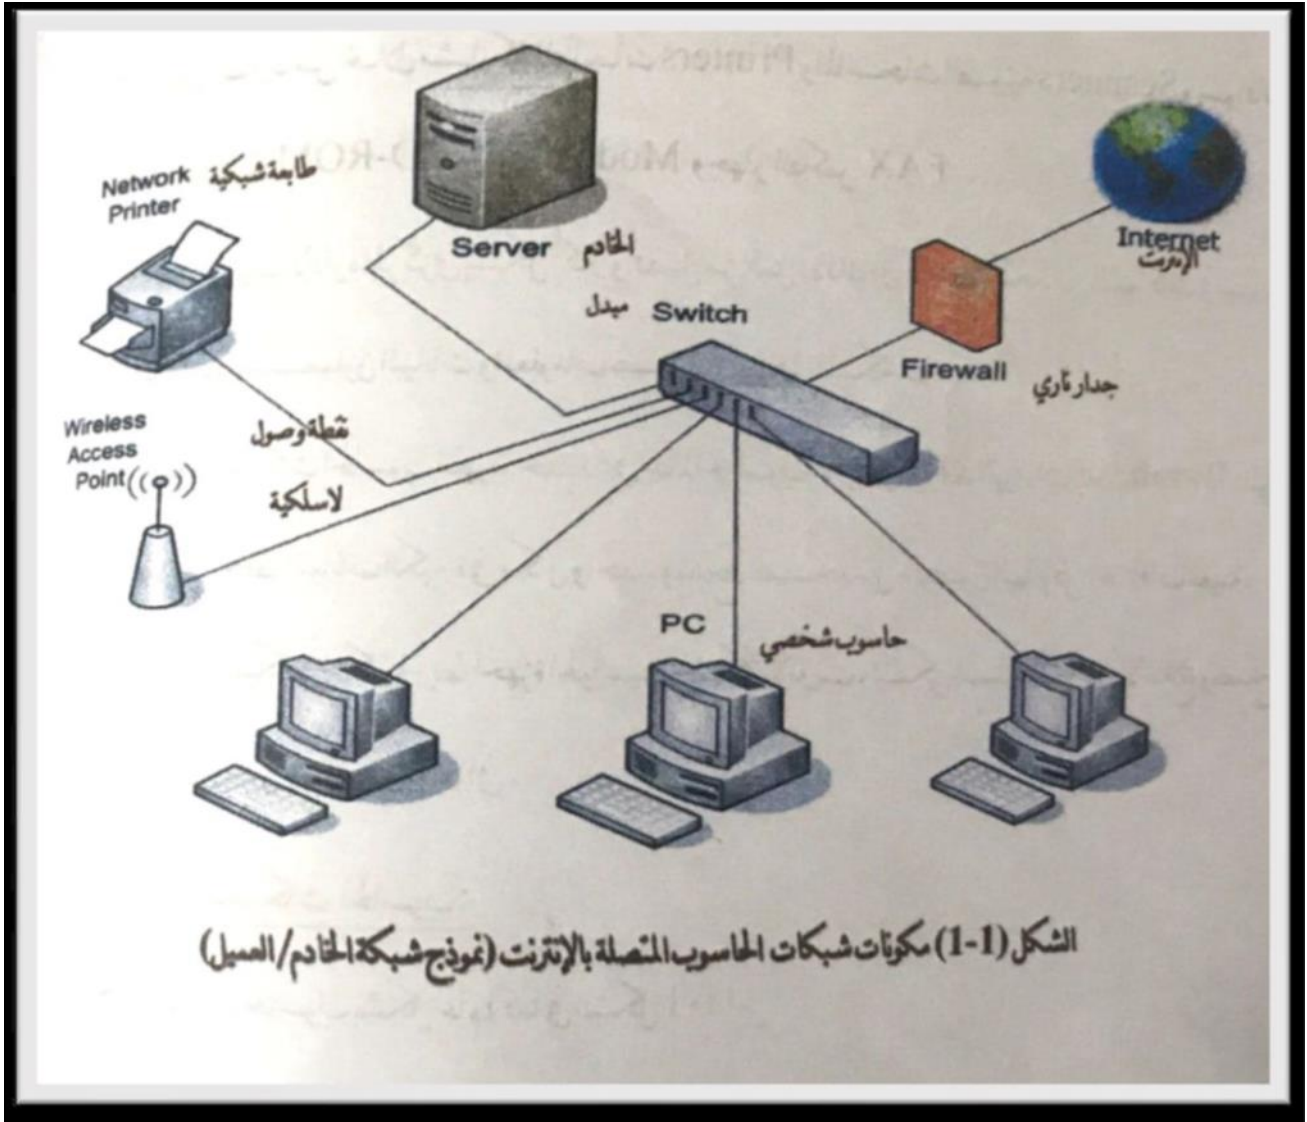 Network
Printer
طابعة شبكية
Server
الخادم
Internet
الإنترنت
مبدل
Switch
Firewall
جدار ناري
Wireless
Access
Point
نقطة وصول
لاسلكية
PC
حاسوب شخصي
الشكل (1-1) مكونات شبكات الحاسوب المتصلة بالإنترنت (نموذج شبكة الخادم/العميل)